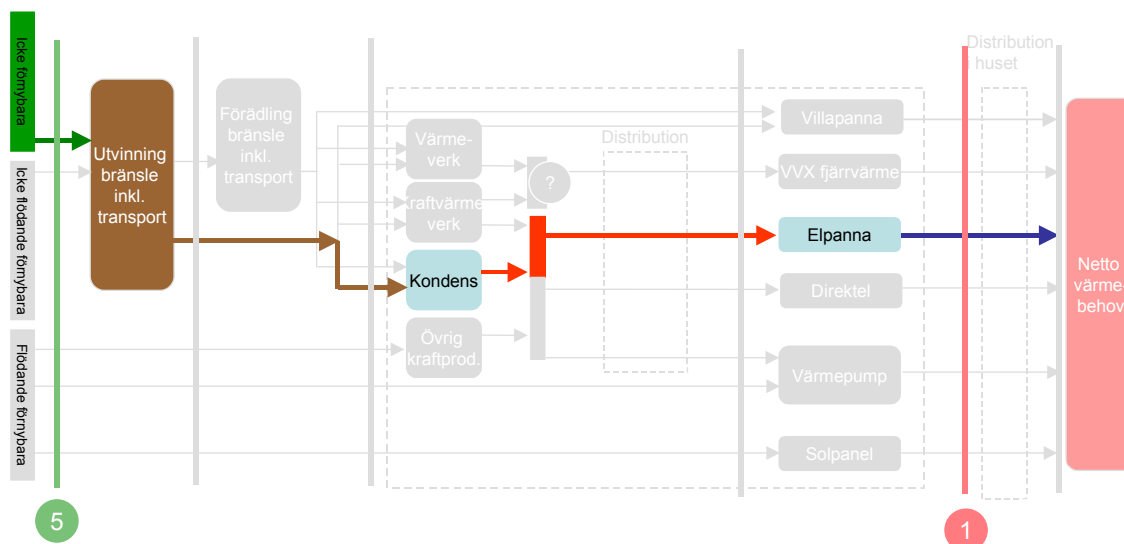 Icke förnybara
Icke flödande förnybara
Flödande förnybara
Utvinning
bränsle
inkl.
transport
Förädling
bränsle
inkl.
transport
Värme-
verk
Kraftvärme
verk
Kondens
Övrig
kraftprod.
?
Distribution
Villapanna
VVX fjärrvärme
Elpanna
Direktel
Värmepump
Solpanel
Distribution
i huset
Netto
värme-
behov
5
1